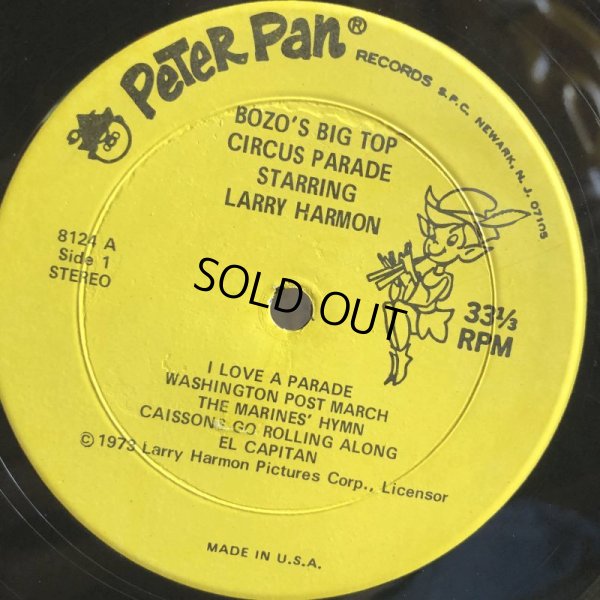 Peter Pan®
RECORDS S.P.C. NEWARK, N. J. 07105
BOZO'S BIG TOP
CIRCUS PARADE
STARRING
LARRY HARMON
8124 A
Side 1
STEREO
SOLD OUT
33 1/3
RPM
I LOVE A PARADE
WASHINGTON POST MARCH
THE MARINES' HYMN
CAISSONS GO ROLLING ALONG
EL CAPITAN
© 1973 Larry Harmon Pictures Corp., Licensor
MADE IN U.S.A.